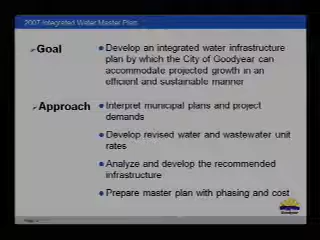 2007 Integrated Water Master Plan
Goal
Develop an integrated water infrastructure
plan by which the City of Goodyear can
accommodate projected growth in an
efficient and sustainable manner
Approach
Interpret municipal plans and project
demands
Develop revised water and wastewater unit
rates
Analyze and develop the recommended
infrastructure
Prepare master plan with phasing and cost
Goodyear